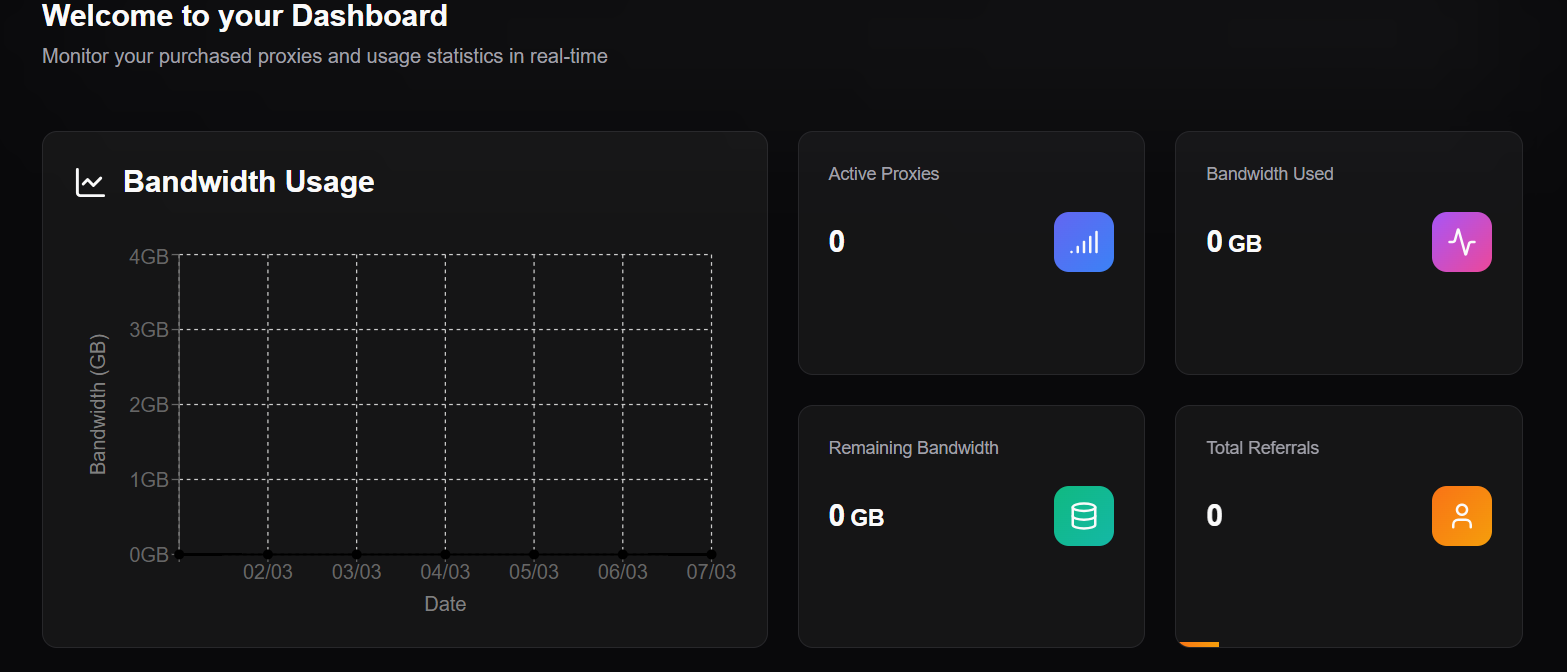 Welcome to your Dashboard
Monitor your purchased proxies and usage statistics in real-time
Bandwidth Usage
4GB
3GB
2GB
1GB
0GB
Bandwidth (GB)
02/03 03/03 04/03 05/03 06/03 07/03
Date
Active Proxies
0
Bandwidth Used
0 GB
Remaining Bandwidth
0 GB
Total Referrals
0